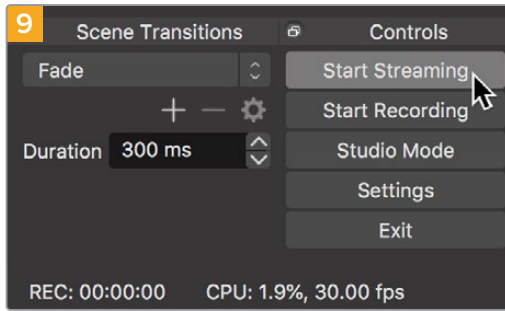 9
Scene Transitions
Controls
Fade
Start Streaming
Start Recording
Duration 300 ms
Studio Mode
Settings
Exit
REC: 00:00:00 CPU: 1.9%, 30.00 fps